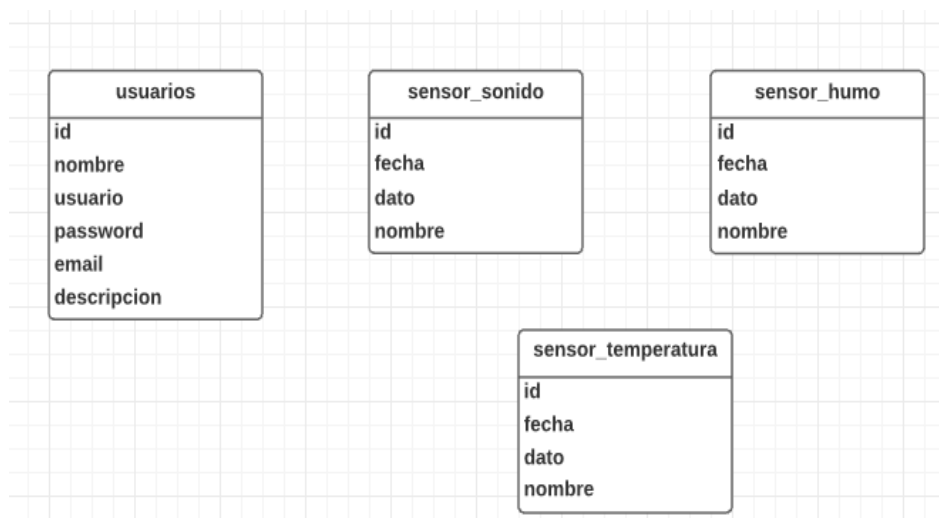 usuarios
id
nombre
usuario
password
email
descripcion
sensor_sonido
id
fecha
dato
nombre
sensor_humo
id
fecha
dato
nombre
sensor_temperatura
id
fecha
dato
nombre